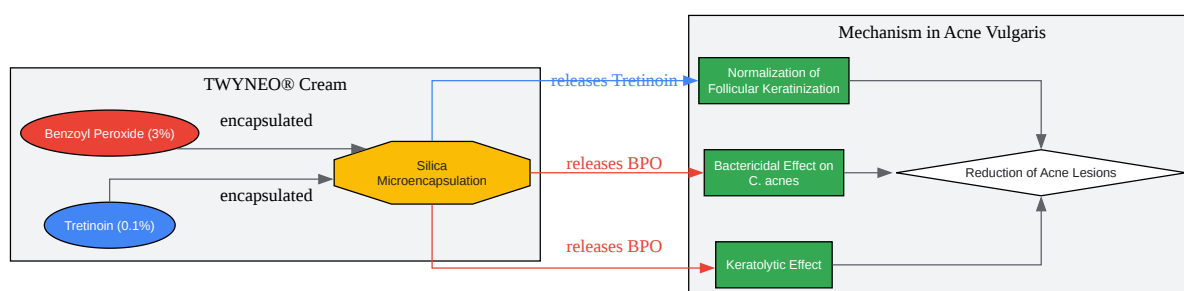 Mechanism in Acne Vulgaris
TWYNEO® Cream
releases Tretinoin
Normalization of
Follicular Keratinization
encapsulated
Benzoyl Peroxide (3%)
Silica
Microencapsulation
releases BPO
Bactericidal Effect on
C. acnes
Reduction of Acne Lesions
encapsulated
Tretinoin (0.1%)
releases BPO
Keratolytic Effect